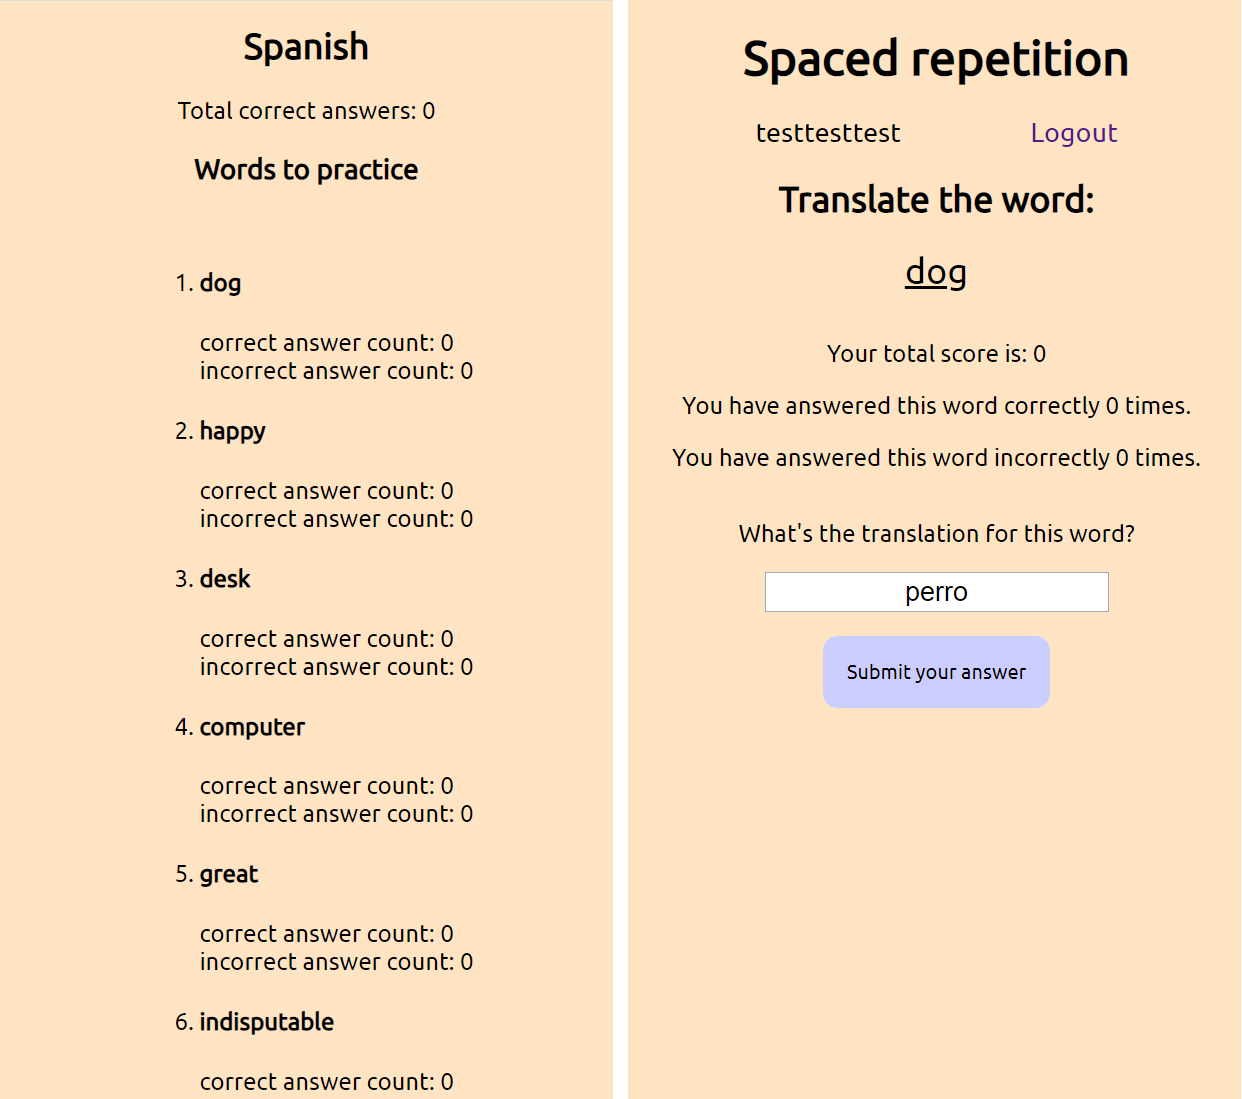 Spanish
Total correct answers: 0
Words to practice
1. dog
correct answer count: 0
incorrect answer count: 0
2. happy
correct answer count: 0
incorrect answer count: 0
3. desk
correct answer count: 0
incorrect answer count: 0
4. computer
correct answer count: 0
incorrect answer count: 0
5. great
correct answer count: 0
incorrect answer count: 0
6. indisputable
correct answer count: 0
Spaced repetition
testtesttest Logout
Translate the word:
dog
Your total score is: 0
You have answered this word correctly 0 times.
You have answered this word incorrectly 0 times.
What's the translation for this word?
perro
Submit your answer